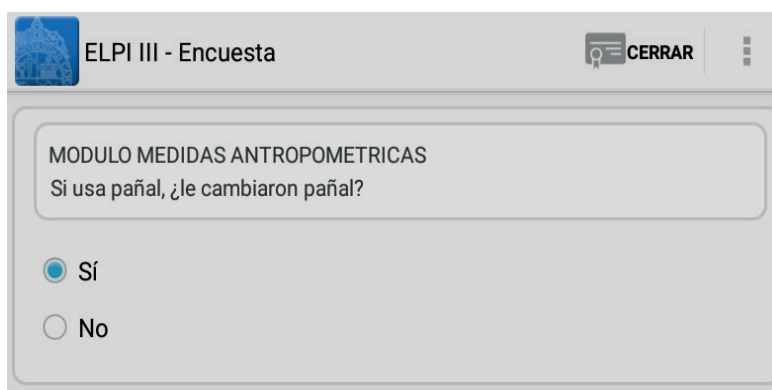 ELPI III - Encuesta
CERRAR
MODULO MEDIDAS ANTROPOMETRICAS
Si usa pañal, ¿le cambiaron pañal?
Sí
No